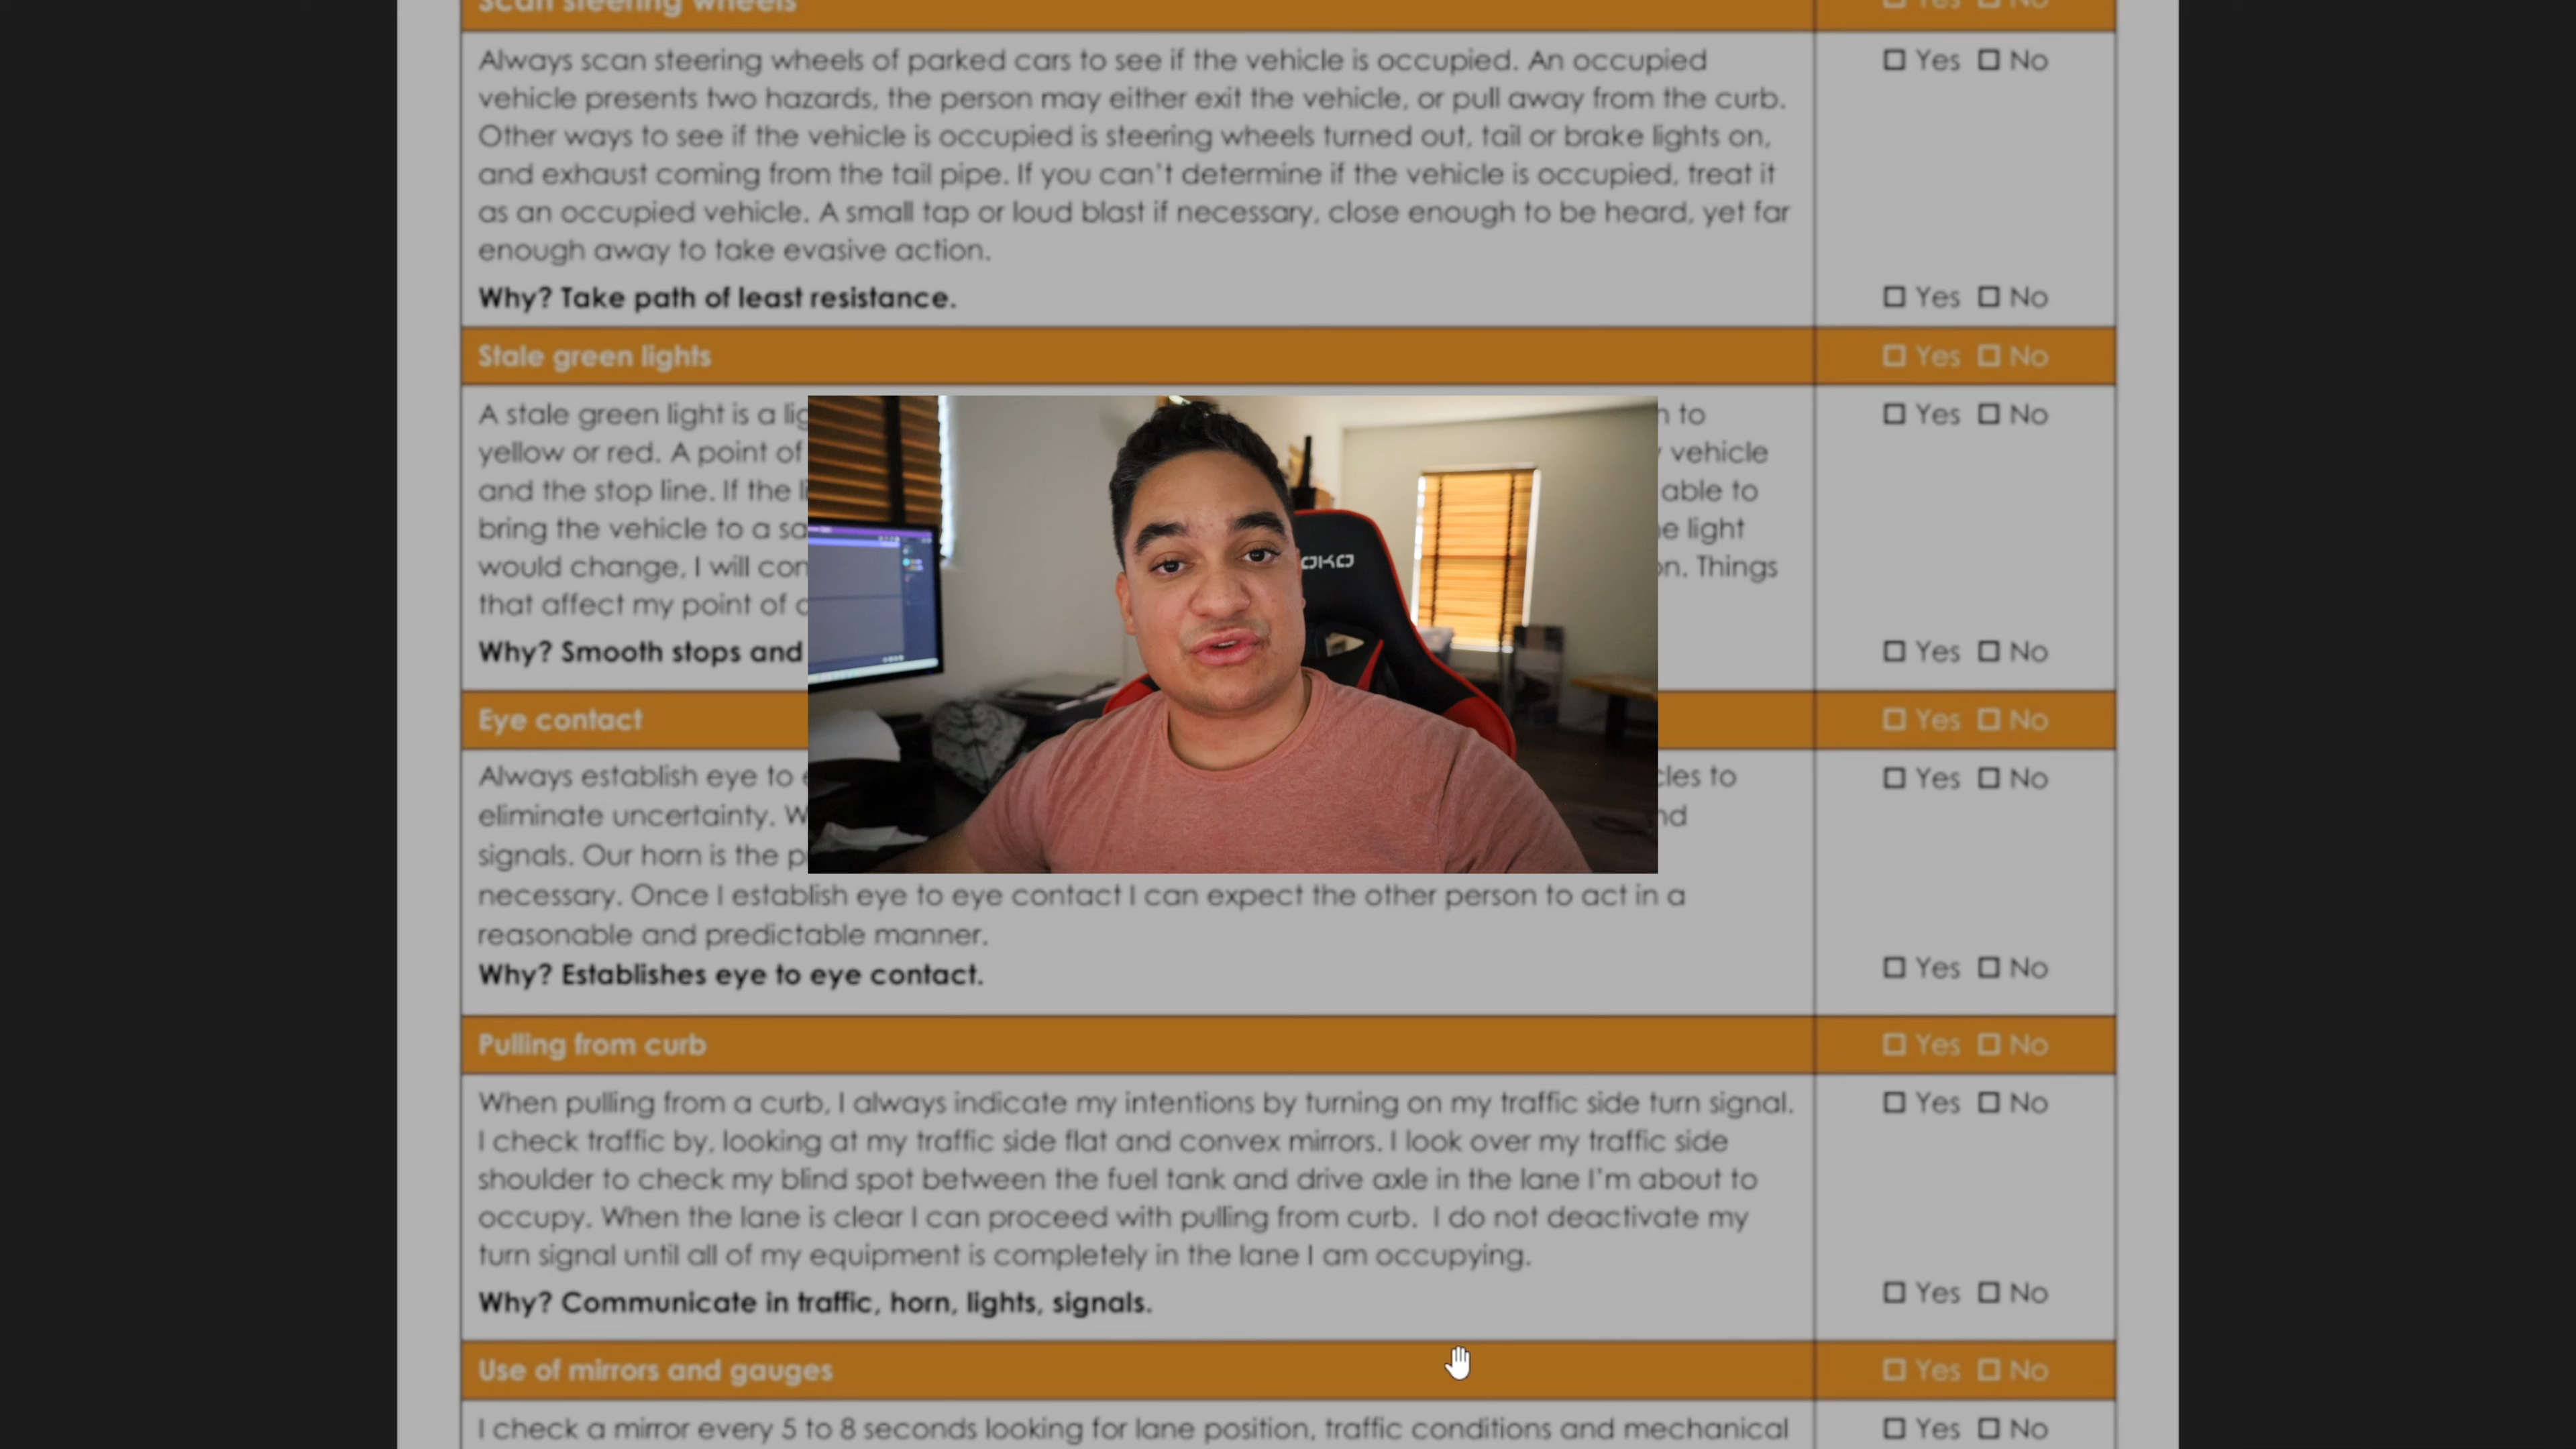 Scan steering wheels
Yes No
Always scan steering wheels of parked cars to see if the vehicle is occupied. An occupied
Yes No
vehicle presents two hazards, the person may either exit the vehicle, or pull away from the curb.
Other ways to see if the vehicle is occupied is steering wheels turned out, tail or brake lights on,
and exhaust coming from the tail pipe. If you can't determine if the vehicle is occupied, treat it
as an occupied vehicle. A small tap or loud blast if necessary, close enough to be heard, yet far
enough away to take evasive action.
Why? Take path of least resistance.
Yes No
Stale green lights
Yes No
A stale green light is a
to
Yes No
yellow or red. A point of
vehicle
and the stop line. If the
able to
bring the vehicle to a
light
would change, I will
Things
that affect my point of
Why? Smooth stops and
Yes No
Eye contact
Yes No
Always establish eye to
to
Yes No
eliminate uncertainty.
signals. Our horn is the
necessary. Once I establish eye to eye contact I can expect the other person to act in a
reasonable and predictable manner.
Why? Establishes eye to eye contact.
Yes No
Pulling from curb
Yes No
When pulling from a curb, I always indicate my intentions by turning on my traffic side turn signal.
Yes No
I check traffic by, looking at my traffic side flat and convex mirrors. I look over my traffic side
shoulder to check my blind spot between the fuel tank and drive axle in the lane I'm about to
occupy. When the lane is clear I can proceed with pulling from curb. I do not deactivate my
turn signal until all of my equipment is completely in the lane I am occupying.
Why? Communicate in traffic, horn, lights, signals.
Yes No
Use of mirrors and gauges
Yes No
I check a mirror every 5 to 8 seconds looking for lane position, traffic conditions and mechanical
Yes No